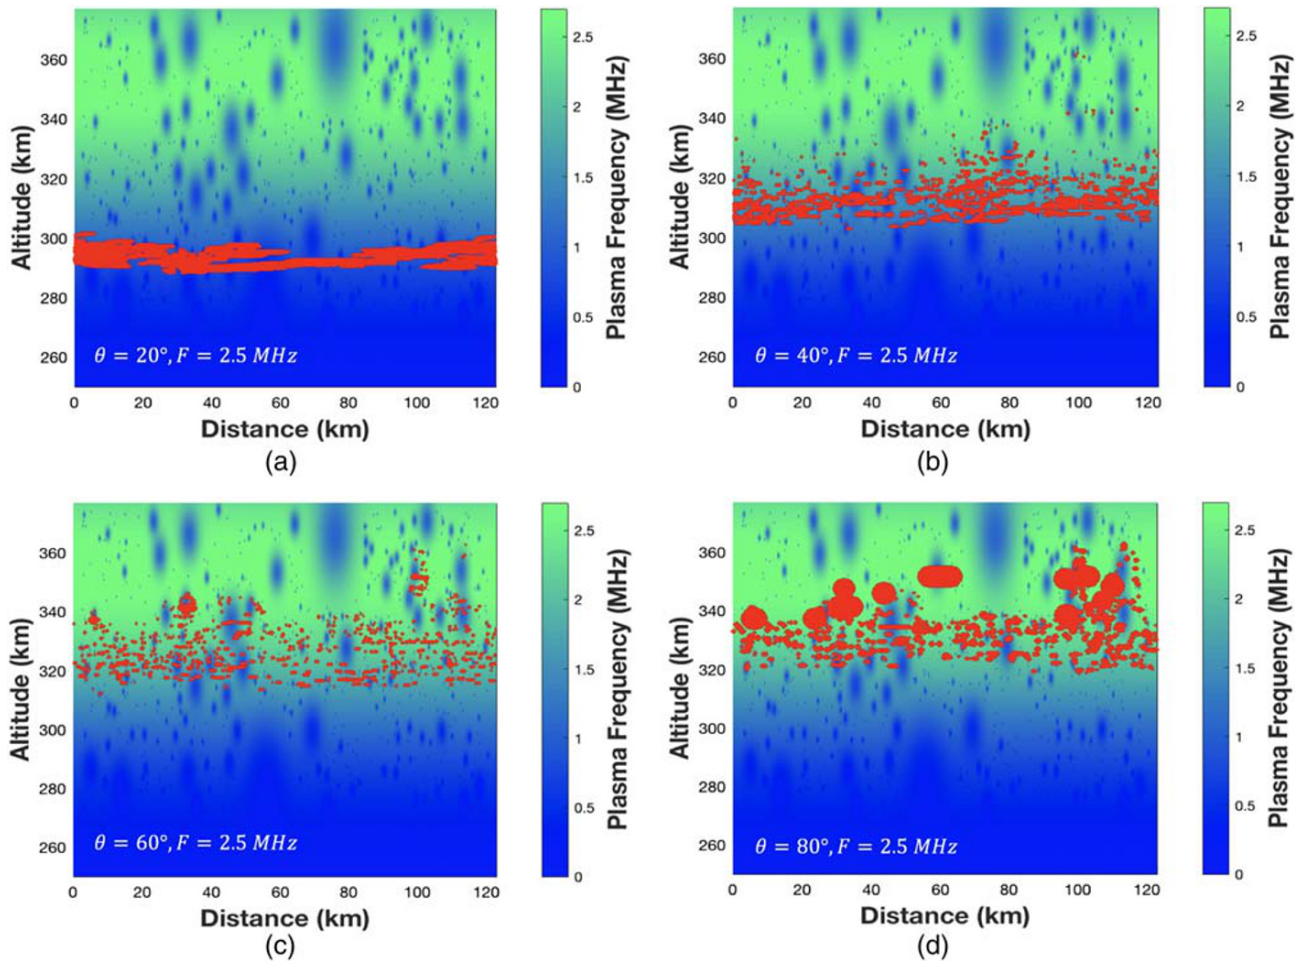 360
340
320
300
280
260
Altitude (km)
θ = 20°, F = 2.5 MHz
0 20 40 60 80 100 120
Distance (km)
2.5
2
1.5
1
0.5
0
Plasma Frequency (MHz)
(a)
360
340
320
300
280
260
Altitude (km)
θ = 40°, F = 2.5 MHz
0 20 40 60 80 100 120
Distance (km)
2.5
2
1.5
1
0.5
0
Plasma Frequency (MHz)
(b)
360
340
320
300
280
260
Altitude (km)
θ = 60°, F = 2.5 MHz
0 20 40 60 80 100 120
Distance (km)
2.5
2
1.5
1
0.5
0
Plasma Frequency (MHz)
(c)
360
340
320
300
280
260
Altitude (km)
θ = 80°, F = 2.5 MHz
0 20 40 60 80 100 120
Distance (km)
2.5
2
1.5
1
0.5
0
Plasma Frequency (MHz)
(d)